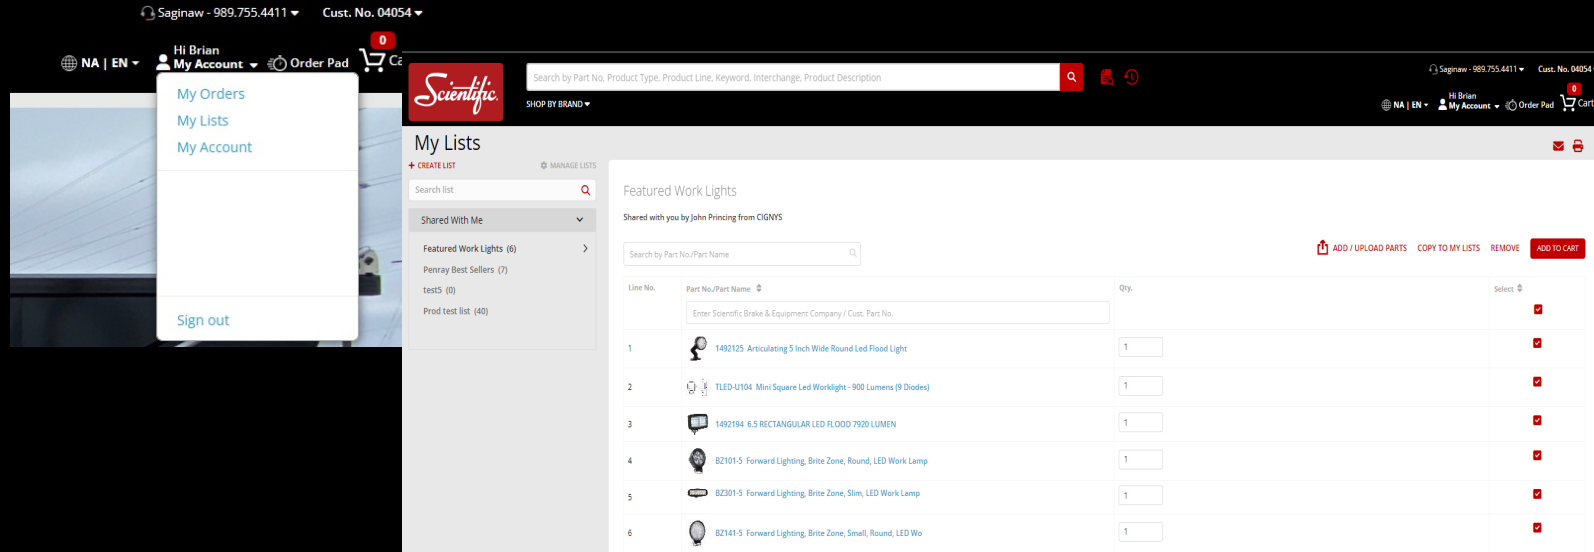 Saginaw - 989.755.4411
Cust. No. 04054
0
NA | EN
Hi Brian
My Account
Order Pad
Ca
My Orders
My Lists
My Account
Sign out
Scientific.
Search by Part No, Product Type, Product Line, Keyword, Interchange, Product Description
SHOP BY BRAND
Saginaw - 989.755.4411
Cust. No. 04054
NA | EN
Hi Brian
My Account
Order Pad
0
Cart
My Lists
+ CREATE LIST
MANAGE LISTS
Search list
Shared With Me
Featured Work Lights (6)
Penray Best Sellers (7)
test5 (0)
Prod test list (40)
Featured Work Lights
Shared with you by John Princing from CIGNYS
Search by Part No./Part Name
ADD / UPLOAD PARTS
COPY TO MY LISTS
REMOVE
ADD TO CART
Line No.
Part No./Part Name
Qty.
Select
Enter Scientific Brake & Equipment Company / Cust. Part No.
1 1492125 Articulating 5 Inch Wide Round Led Flood Light 1
2 TLED-U104 Mini Square Led Worklight - 900 Lumens (9 Diodes) 1
3 1492194 6.5 RECTANGULAR LED FLOOD 7920 LUMEN 1
4 BZ101-5 Forward Lighting, Brite Zone, Round, LED Work Lamp 1
5 BZ301-5 Forward Lighting, Brite Zone, Slim, LED Work Lamp 1
6 BZ141-5 Forward Lighting, Brite Zone, Small, Round, LED Wo 1